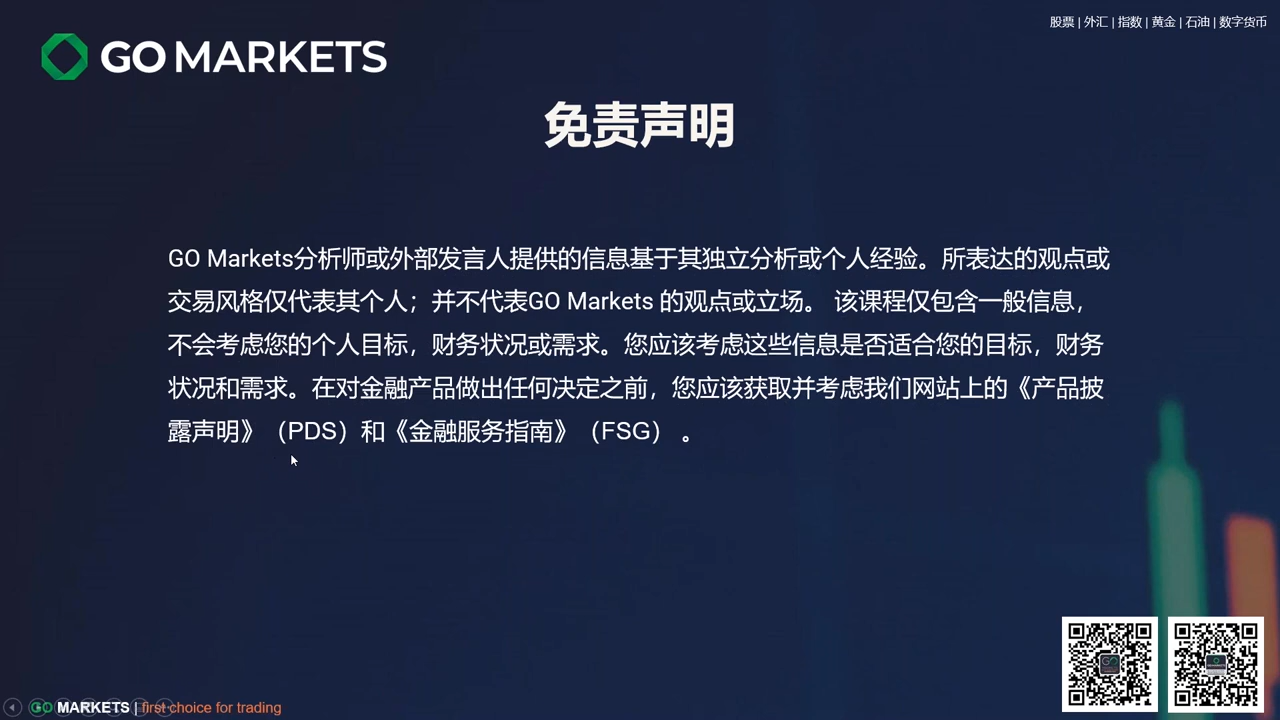 股票 | 外汇 | 指数 | 黄金 | 石油 | 数字货币
GO MARKETS
免责声明
GO Markets分析师或外部发言人提供的信息基于其独立分析或个人经验。所表达的观点或
交易风格仅代表其个人；并不代表GO Markets 的观点或立场。 该课程仅包含一般信息，
不会考虑您的个人目标，财务状况或需求。您应该考虑这些信息是否适合您的目标，财务
状况和需求。在对金融产品做出任何决定之前，您应该获取并考虑我们网站上的《产品披
露声明》（PDS）和《金融服务指南》（FSG） 。
GO MARKETS | first choice for trading